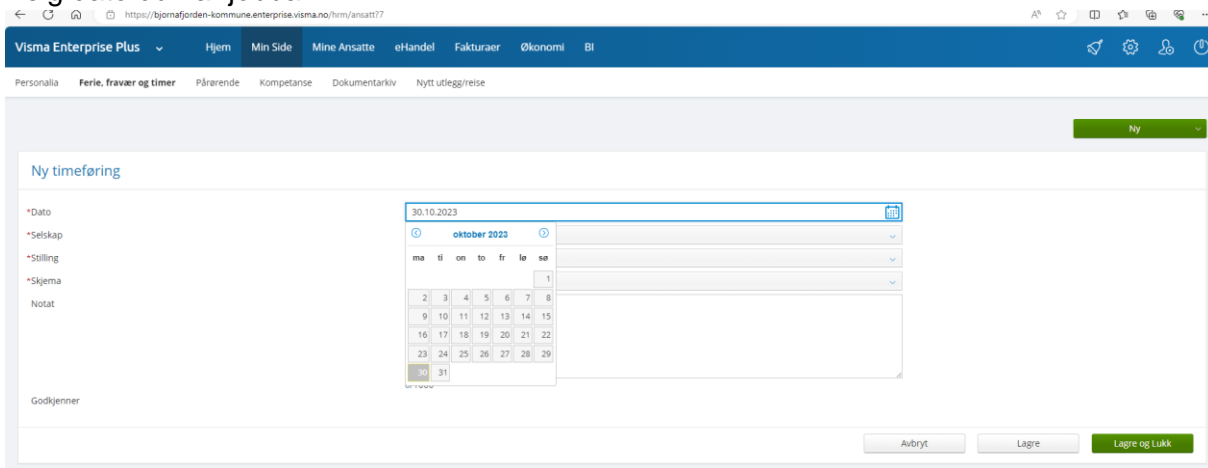 https://bjornafjorden-kommune.enterprise.visma.no/hrm/ansatt?7
Visma Enterprise Plus Hjem Min Side Mine Ansatte eHandel Fakturaer Økonomi BI
Personalia Ferie, fravær og timer Pårørende Kompetanse Dokumentarkiv Nytt utlegg/reise
Ny
Ny timeføring
*Dato 30.10.2023
*Selskap
*Stilling
*Skjema
Notat
oktober 2023
ma ti on to fr lø sø
1
2 3 4 5 6 7 8
9 10 11 12 13 14 15
16 17 18 19 20 21 22
23 24 25 26 27 28 29
30 31
Godkjenner
Avbryt Lagre Lagre og Lukk